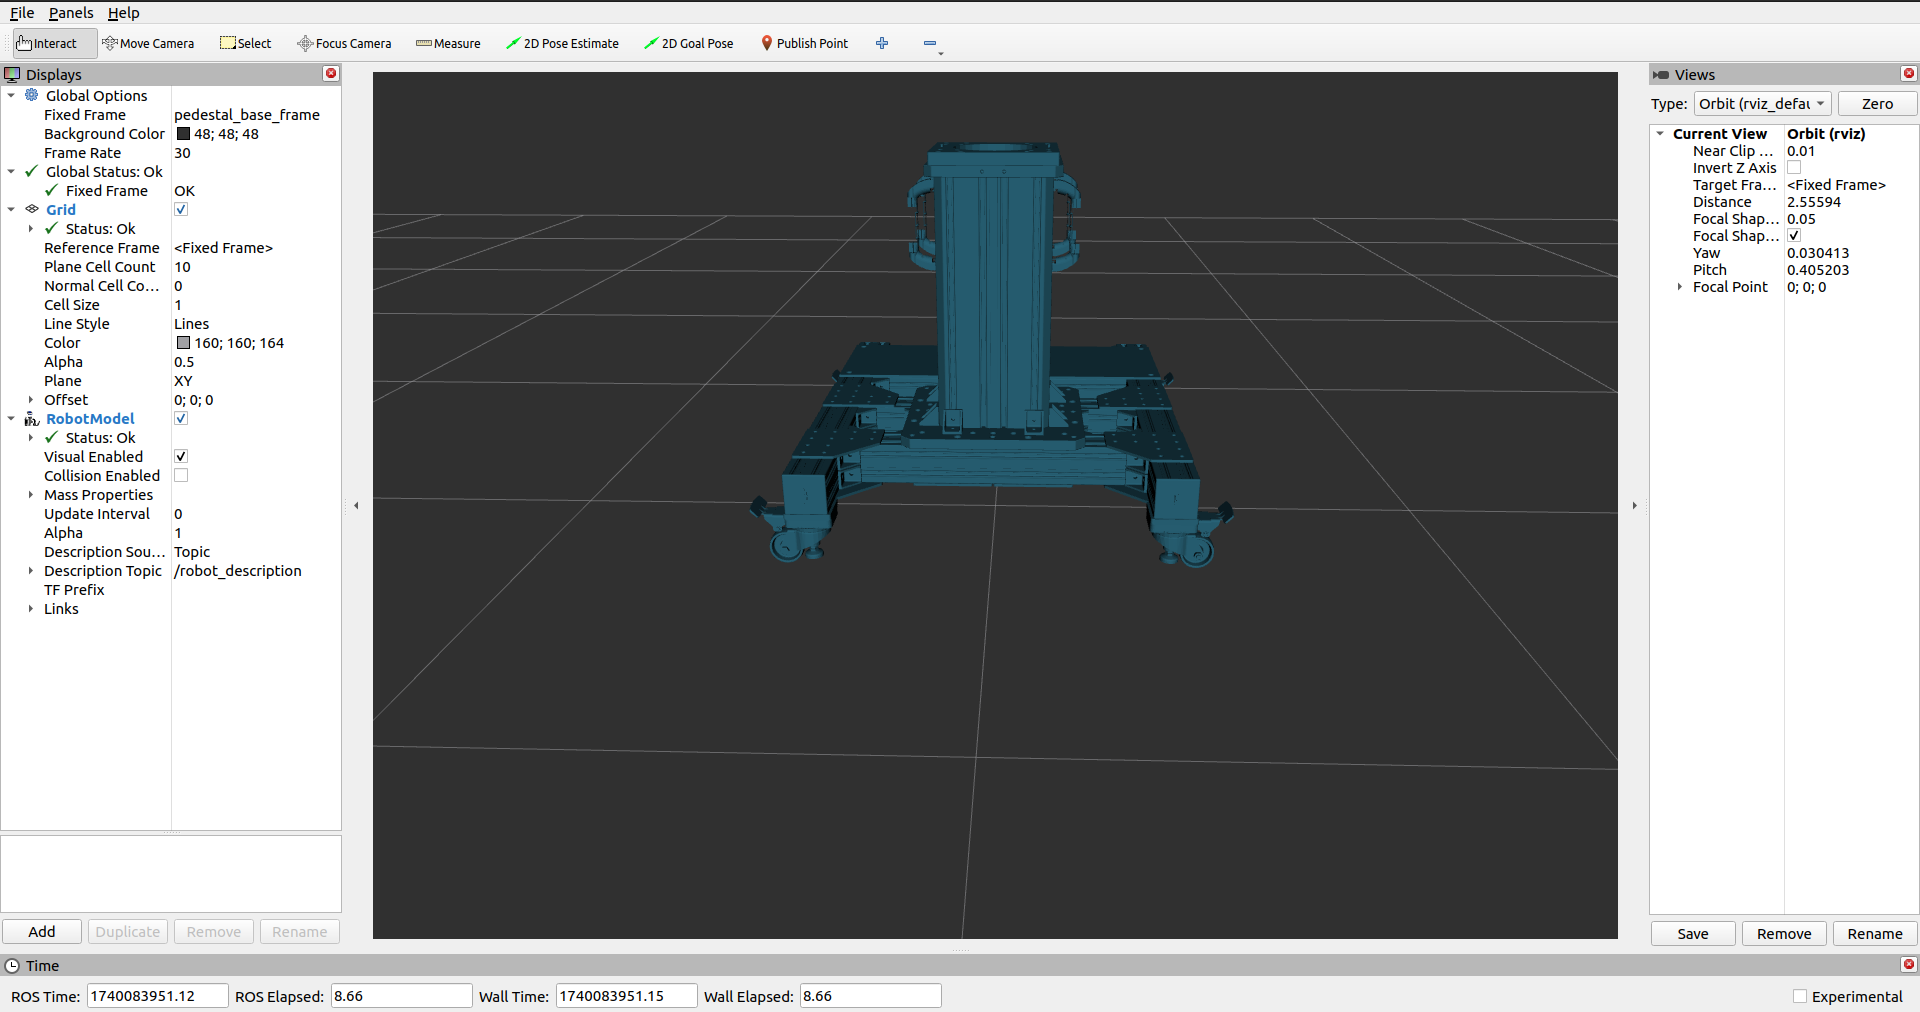 File Panels Help
Interact Move Camera Select Focus Camera Measure 2D Pose Estimate 2D Goal Pose Publish Point
Displays
Global Options
Fixed Frame pedestal_base_frame
Background Color 48; 48; 48
Frame Rate 30
Global Status: Ok
Fixed Frame OK
Grid
Status: Ok
Reference Frame <Fixed Frame>
Plane Cell Count 10
Normal Cell Co... 0
Cell Size 1
Line Style Lines
Color 160; 160; 164
Alpha 0.5
Plane XY
Offset 0; 0; 0
RobotModel
Status: Ok
Visual Enabled
Collision Enabled
Mass Properties
Update Interval 0
Alpha 1
Description Sou... Topic
Description Topic /robot_description
TF Prefix
Links
Add Duplicate Remove Rename
Views
Type: Orbit (rviz_defau Zero
Current View Orbit (rviz)
Near Clip ... 0.01
Invert Z Axis
Target Fra... <Fixed Frame>
Distance 2.55594
Focal Shap... 0.05
Focal Shap...
Yaw 0.030413
Pitch 0.405203
Focal Point 0; 0; 0
Save Remove Rename
Time
ROS Time: 1740083951.12 ROS Elapsed: 8.66 Wall Time: 1740083951.15 Wall Elapsed: 8.66 Experimental